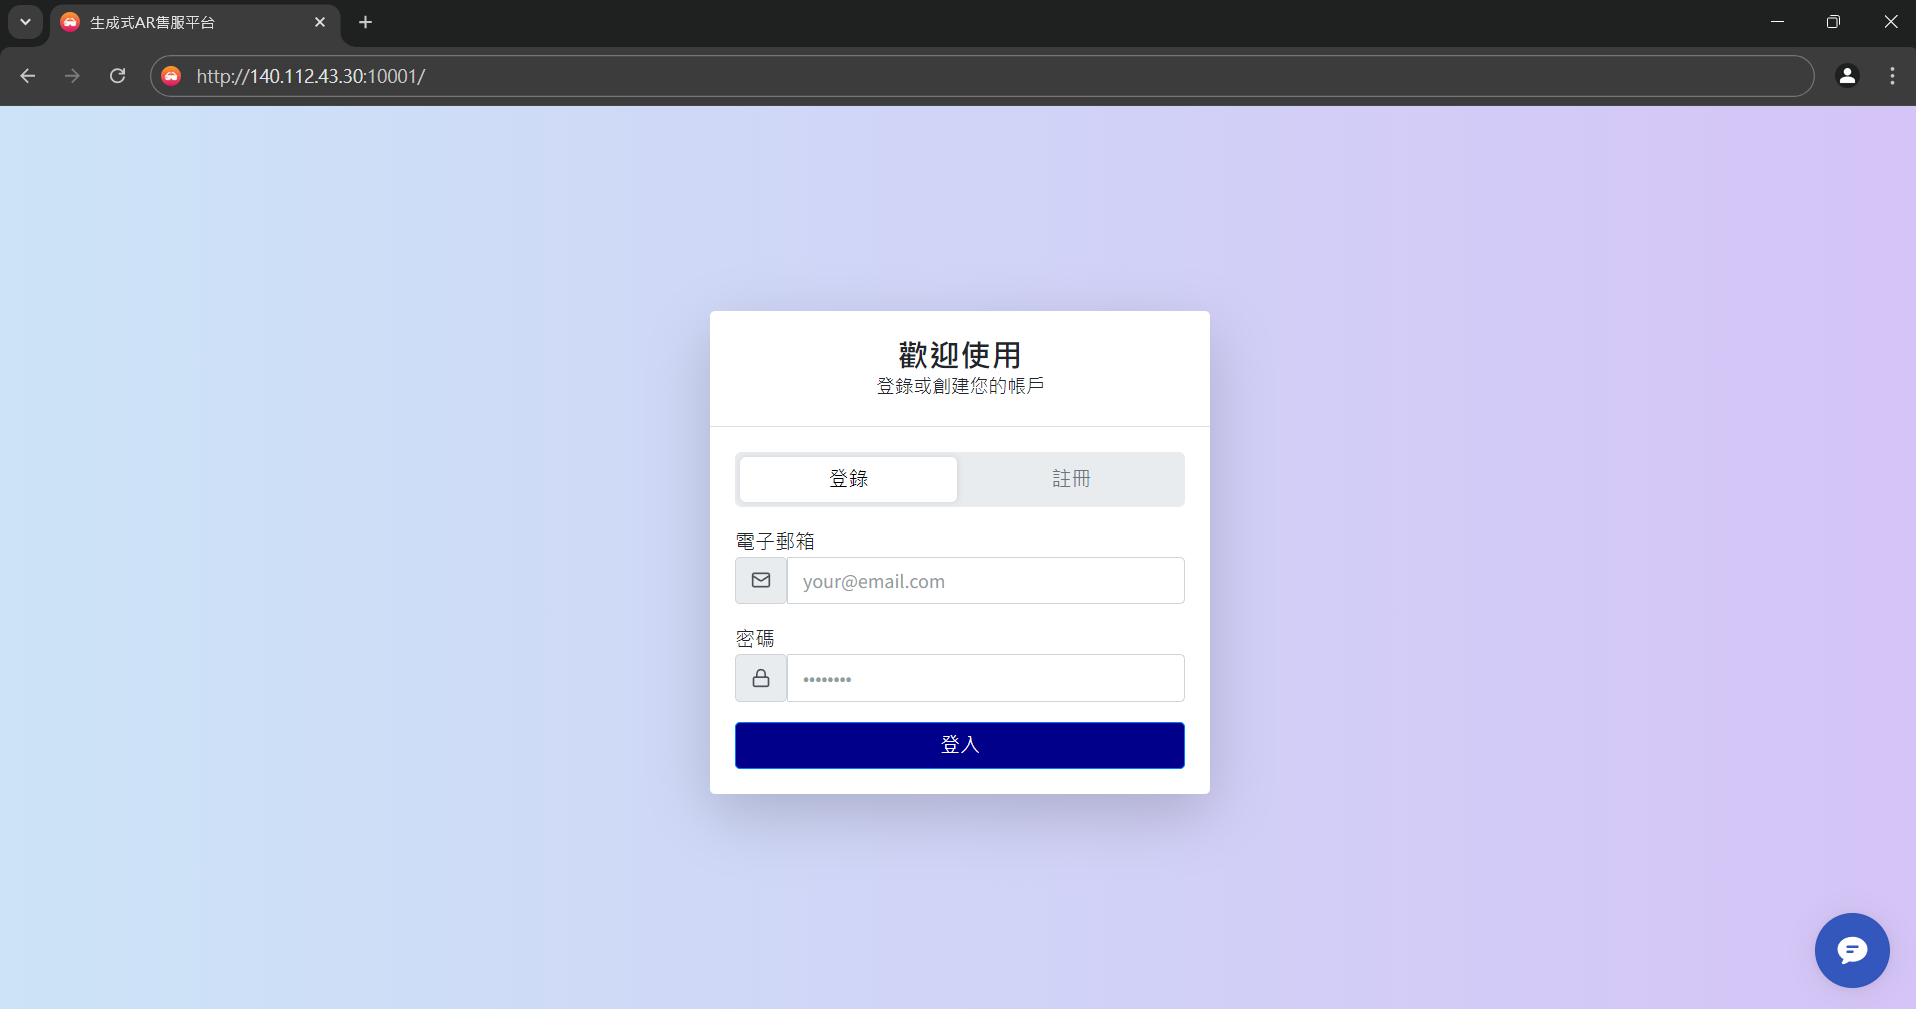 生成式AR售服平台
http://140.112.43.30:10001/
歡迎使用
登錄或創建您的帳戶
登錄
註冊
電子郵箱
your@email.com
密碼
••••••••
登入